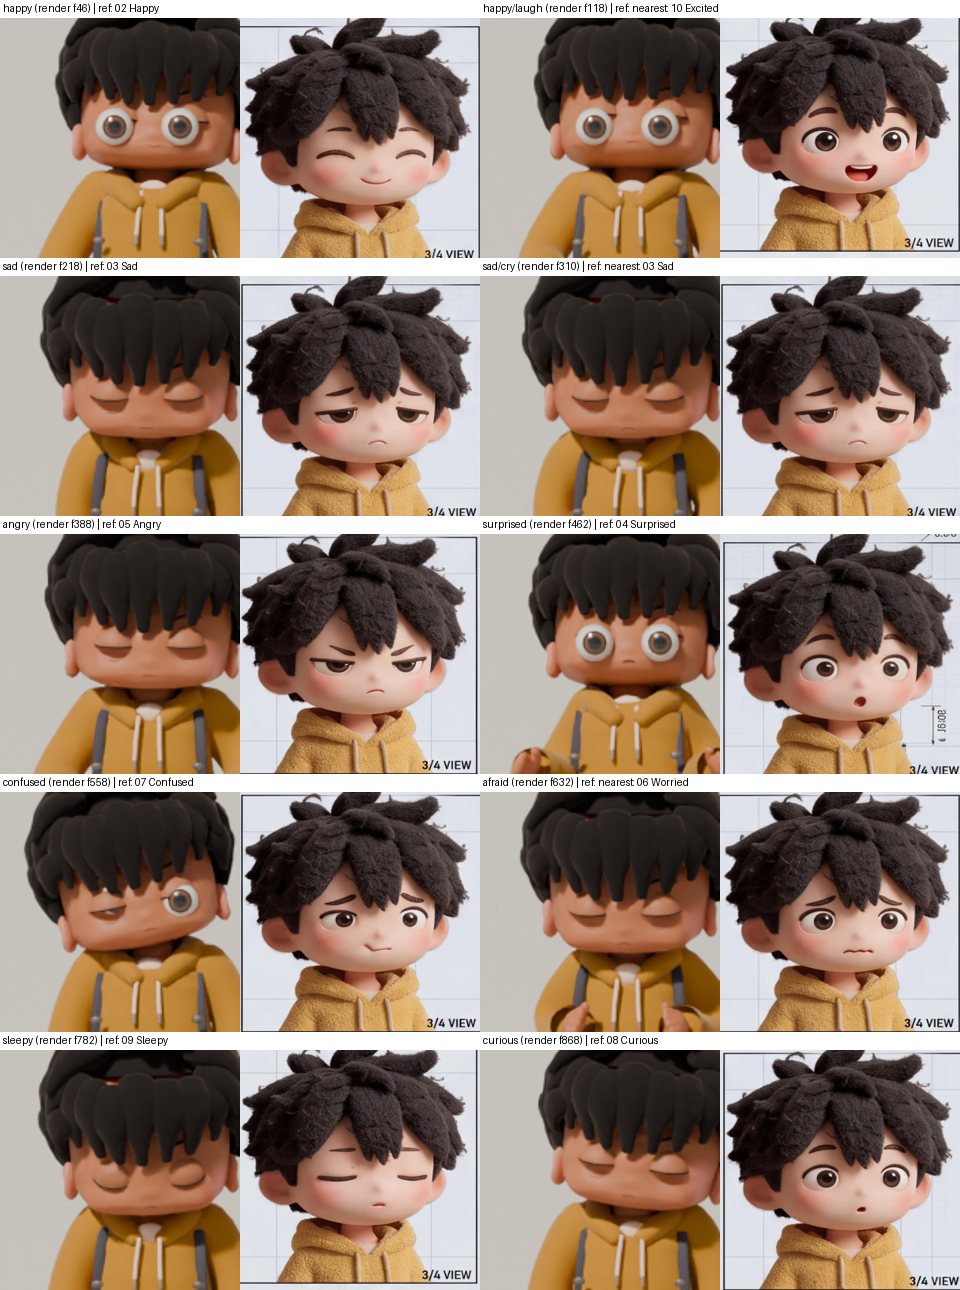 happy (render f46) | ref: 02 Happy
happy/laugh (render f118) | ref: nearest 10 Excited
3/4 VIEW
3/4 VIEW
sad (render f218) | ref: 03 Sad
sad/cry (render f310) | ref: nearest 03 Sad
3/4 VIEW
3/4 VIEW
angry (render f388) | ref: 05 Angry
surprised (render f462) | ref: 04 Surprised
3/4 VIEW
3/4 VIEW
confused (render f558) | ref: 07 Confused
afraid (render f632) | ref: nearest 06 Worried
3/4 VIEW
3/4 VIEW
sleepy (render f782) | ref: 09 Sleepy
curious (render f868) | ref: 08 Curious
3/4 VIEW
3/4 VIEW